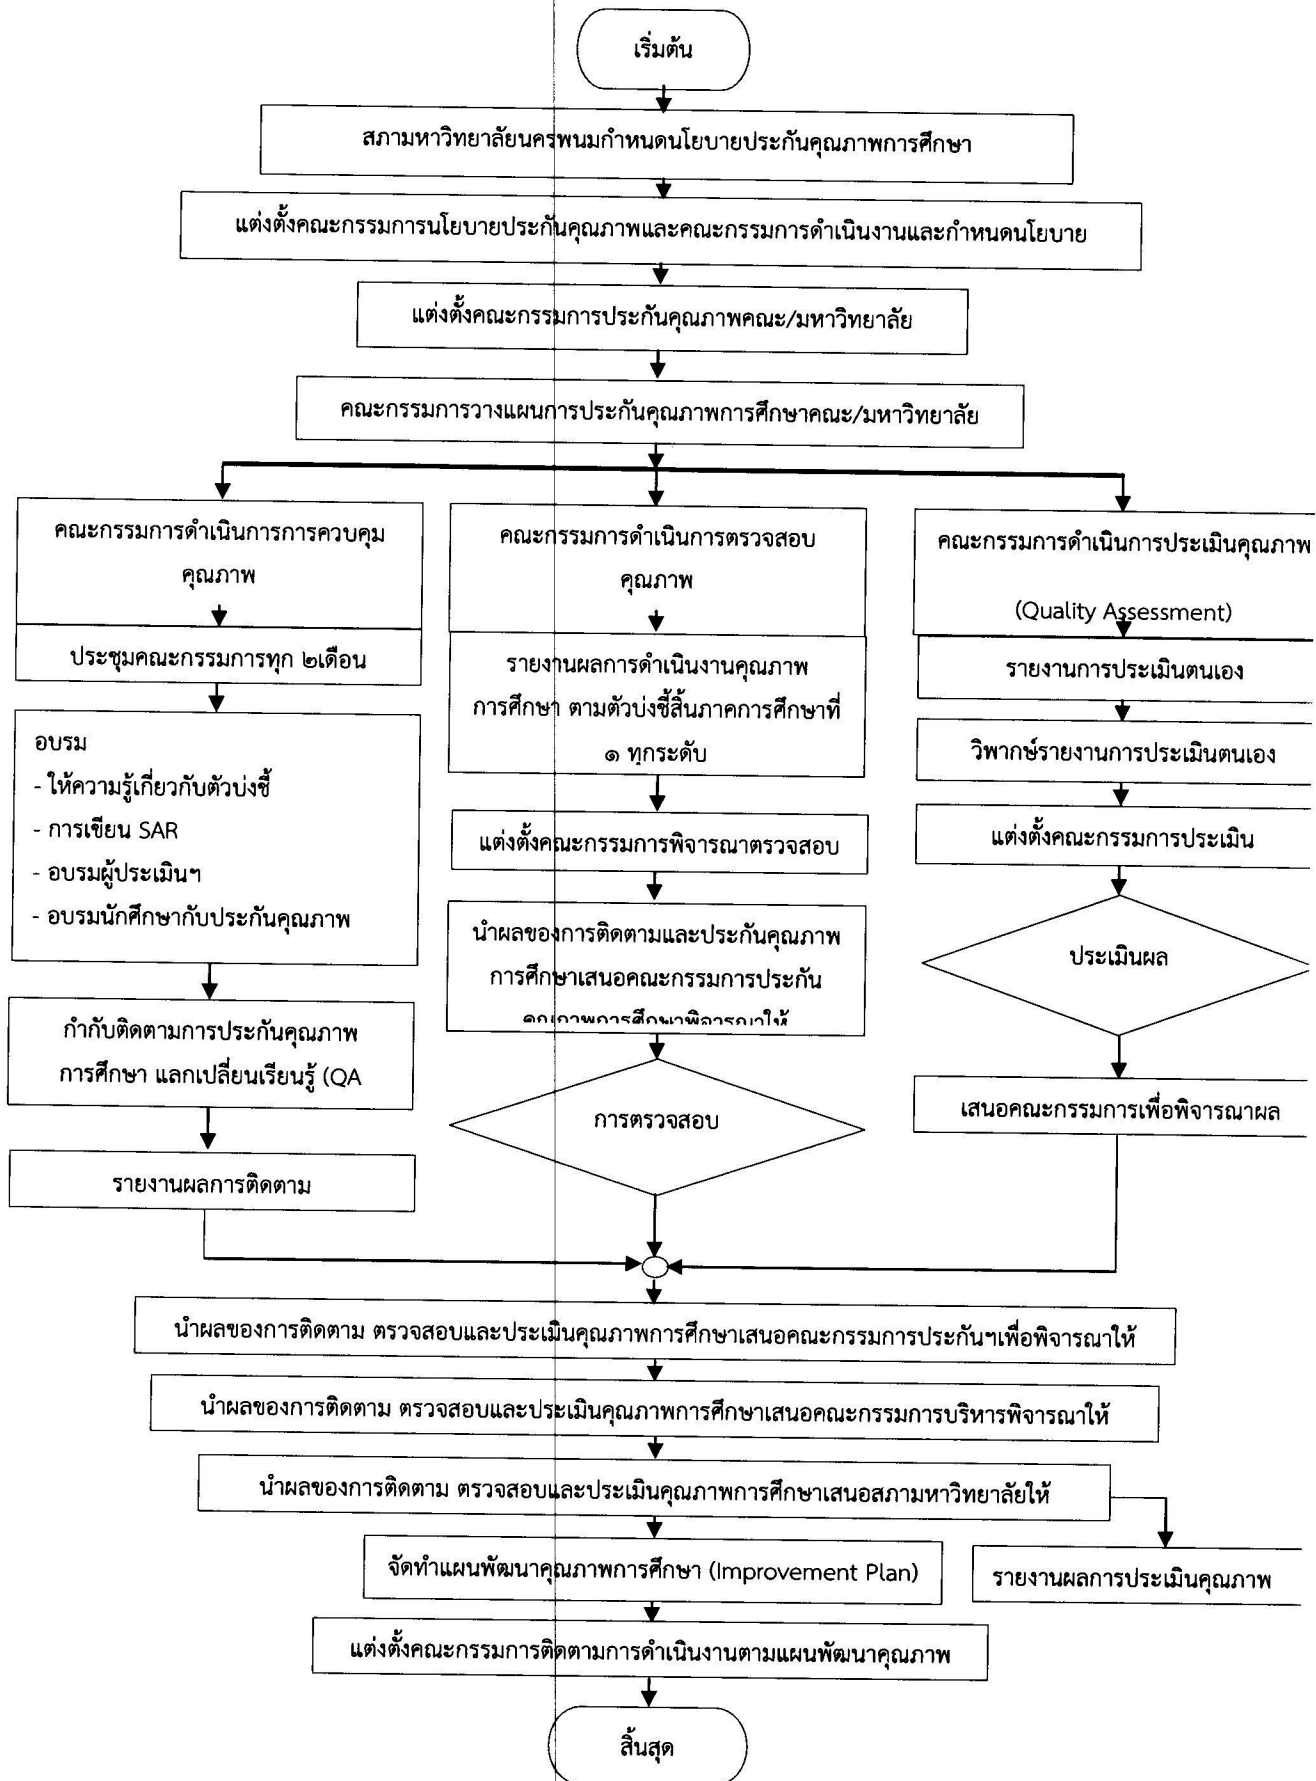 เริ่มต้น
สภามหาวิทยาลัยนครพนมกำหนดนโยบายประกันคุณภาพการศึกษา
แต่งตั้งคณะกรรมการนโยบายประกันคุณภาพและคณะกรรมการดำเนินงานและกำหนดนโยบาย
แต่งตั้งคณะกรรมการประกันคุณภาพคณะ/มหาวิทยาลัย
คณะกรรมการวางแผนการประกันคุณภาพการศึกษาคณะ/มหาวิทยาลัย
คณะกรรมการดำเนินการการควบคุม
คุณภาพ
ประชุมคณะกรรมการทุก ๒เดือน
อบรม
- ให้ความรู้เกี่ยวกับตัวบ่งชี้
- การเขียน SAR
- อบรมผู้ประเมินฯ
- อบรมนักศึกษากับประกันคุณภาพ
กำกับติดตามการประกันคุณภาพ
การศึกษา แลกเปลี่ยนเรียนรู้ (QA
รายงานผลการติดตาม
คณะกรรมการดำเนินการตรวจสอบ
คุณภาพ
รายงานผลการดำเนินงานคุณภาพ
การศึกษา ตามตัวบ่งชี้สิ้นภาคการศึกษาที่
๑ ทุกระดับ
แต่งตั้งคณะกรรมการพิจารณาตรวจสอบ
นำผลของการติดตามและประกันคุณภาพ
การศึกษาเสนอคณะกรรมการประกัน
คุณภาพการศึกษาพิจารณาให้
การตรวจสอบ
คณะกรรมการดำเนินการประเมินคุณภาพ
(Quality Assessment)
รายงานการประเมินตนเอง
วิพากษ์รายงานการประเมินตนเอง
แต่งตั้งคณะกรรมการประเมิน
ประเมินผล
เสนอคณะกรรมการเพื่อพิจารณาผล
นำผลของการติดตาม ตรวจสอบและประเมินคุณภาพการศึกษาเสนอคณะกรรมการประกันฯเพื่อพิจารณาให้
นำผลของการติดตาม ตรวจสอบและประเมินคุณภาพการศึกษาเสนอคณะกรรมการบริหารพิจารณาให้
นำผลของการติดตาม ตรวจสอบและประเมินคุณภาพการศึกษาเสนอสภามหาวิทยาลัยให้
จัดทำแผนพัฒนาคุณภาพการศึกษา (Improvement Plan)
รายงานผลการประเมินคุณภาพ
แต่งตั้งคณะกรรมการติดตามการดำเนินงานตามแผนพัฒนาคุณภาพ
สิ้นสุด